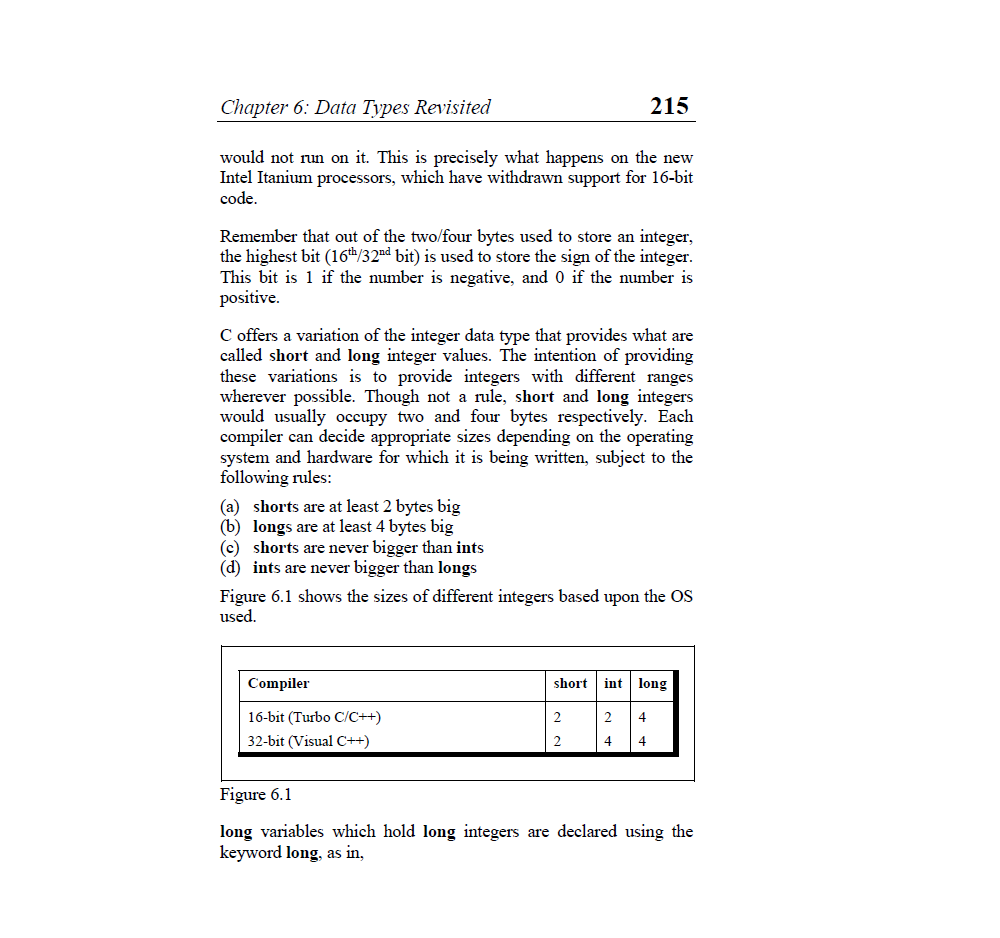 Chapter 6: Data Types Revisited 215
would not run on it. This is precisely what happens on the new
Intel Itanium processors, which have withdrawn support for 16-bit
code.
Remember that out of the two/four bytes used to store an integer,
the highest bit (16th/32nd bit) is used to store the sign of the integer.
This bit is 1 if the number is negative, and 0 if the number is
positive.
C offers a variation of the integer data type that provides what are
called short and long integer values. The intention of providing
these variations is to provide integers with different ranges
wherever possible. Though not a rule, short and long integers
would usually occupy two and four bytes respectively. Each
compiler can decide appropriate sizes depending on the operating
system and hardware for which it is being written, subject to the
following rules:
(a) shorts are at least 2 bytes big
(b) longs are at least 4 bytes big
(c) shorts are never bigger than ints
(d) ints are never bigger than longs
Figure 6.1 shows the sizes of different integers based upon the OS
used.
Compiler short int long
16-bit (Turbo C/C++) 2 2 4
32-bit (Visual C++) 2 4 4
Figure 6.1
long variables which hold long integers are declared using the
keyword long, as in,